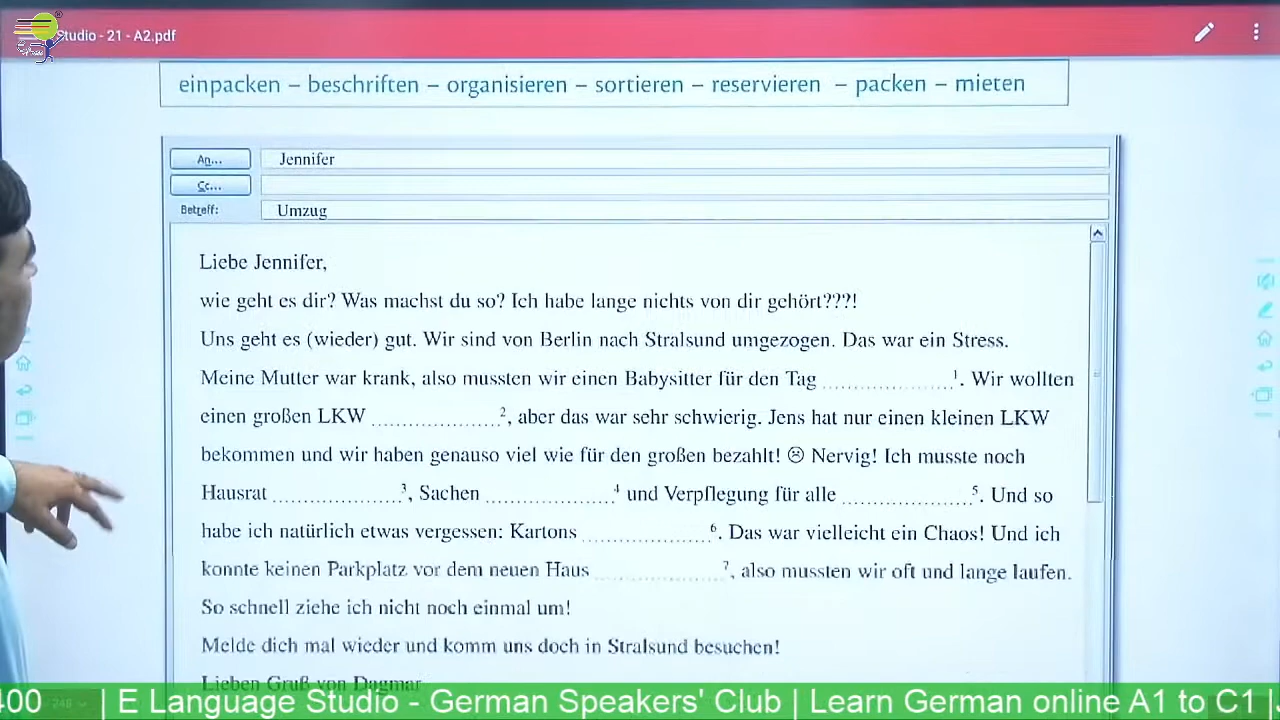 Studio - 21 - A2.pdf
einpacken – beschriften – organisieren – sortieren – reservieren – packen – mieten
An... Jennifer
Cc...
Betreff: Umzug
Liebe Jennifer,
wie geht es dir? Was machst du so? Ich habe lange nichts von dir gehört???!
Uns geht es (wieder) gut. Wir sind von Berlin nach Stralsund umgezogen. Das war ein Stress.
Meine Mutter war krank, also mussten wir einen Babysitter für den Tag ....................1. Wir wollten
einen großen LKW ....................2, aber das war sehr schwierig. Jens hat nur einen kleinen LKW
bekommen und wir haben genauso viel wie für den großen bezahlt! ☹ Nervig! Ich musste noch
Hausrat ....................3, Sachen ....................4 und Verpflegung für alle ....................5. Und so
habe ich natürlich etwas vergessen: Kartons ....................6. Das war vielleicht ein Chaos! Und ich
konnte keinen Parkplatz vor dem neuen Haus ....................7, also mussten wir oft und lange laufen.
So schnell ziehe ich nicht noch einmal um!
Melde dich mal wieder und komm uns doch in Stralsund besuchen!
Lieben Gruß von Dagmar
400 | E Language Studio - German Speakers' Club | Learn German online A1 to C1 |